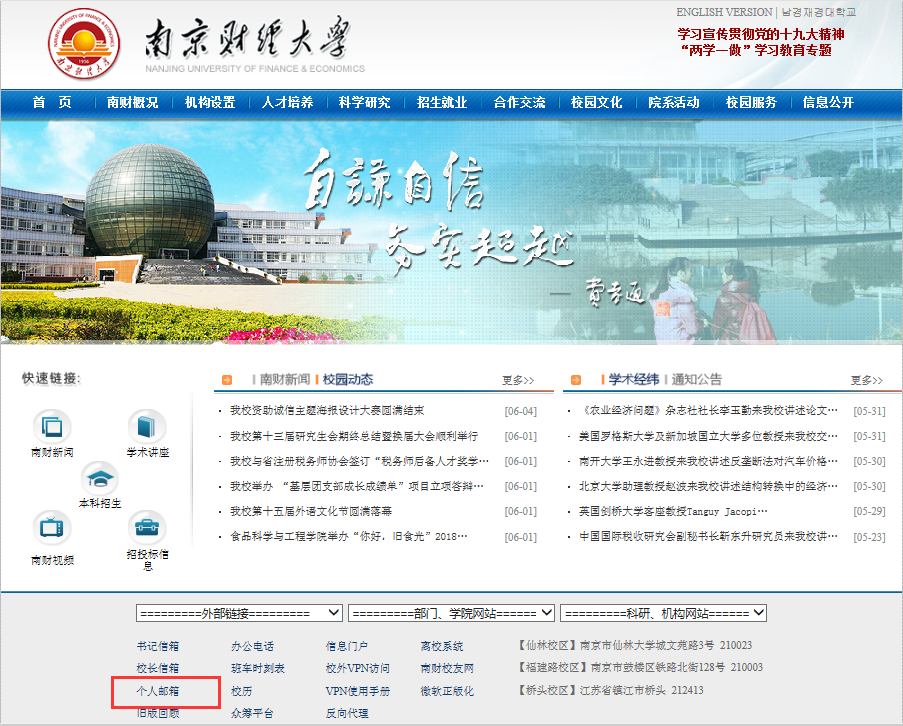 ENGLISH VERSION | 남경재경대학교
南京财经大学
NANJING UNIVERSITY OF FINANCE & ECONOMICS
学习宣传贯彻党的十九大精神
“两学一做”学习教育专题
首 页 南财概况 机构设置 人才培养 科学研究 招生就业 合作交流 校园文化 院系活动 校园服务 信息公开
自谦自信
务实超越
— 费孝通
快速链接:
南财新闻
学术讲座
本科招生
南财视频
招投标信息
南财新闻 校园动态 更多>>
我校资助诚信主题海报设计大赛圆满结束 [06-04]
我校第十三届研究生会期终总结暨换届大会顺利举行 [06-01]
我校与省注册税务师协会签订“税务师后备人才奖学… [06-01]
我校举办 “基层团支部成长成绩单”项目立项答辩… [06-01]
我校第十五届外语文化节圆满落幕 [06-01]
食品科学与工程学院举办“你好，旧食光”2018… [06-01]
学术经纬 通知公告 更多>>
《农业经济问题》杂志社社长李玉勤来我校讲述论文… [05-31]
美国罗格斯大学及新加坡国立大学多位教授来我校交… [05-31]
南开大学王永进教授来我校讲述反垄断法对汽车价格… [05-30]
北京大学助理教授赵波来我校讲述结构转换中的经济… [05-30]
英国剑桥大学客座教授Tanguy Jacopi… [05-29]
中国国际税收研究会副秘书长靳东升研究员来我校讲… [05-23]
=========外部链接=========
=========部门、学院网站======
=========科研、机构网站======
书记信箱 办公电话 信息门户 离校系统 【仙林校区】南京市仙林大学城文苑路3号 210023
校长信箱 班车时刻表 校外VPN访问 南财校友网 【福建路校区】南京市鼓楼区铁路北街128号 210003
个人邮箱 校历 VPN使用手册 微软正版化 【桥头校区】江苏省镇江市桥头 212413
旧版回顾 众筹平台 反向代理